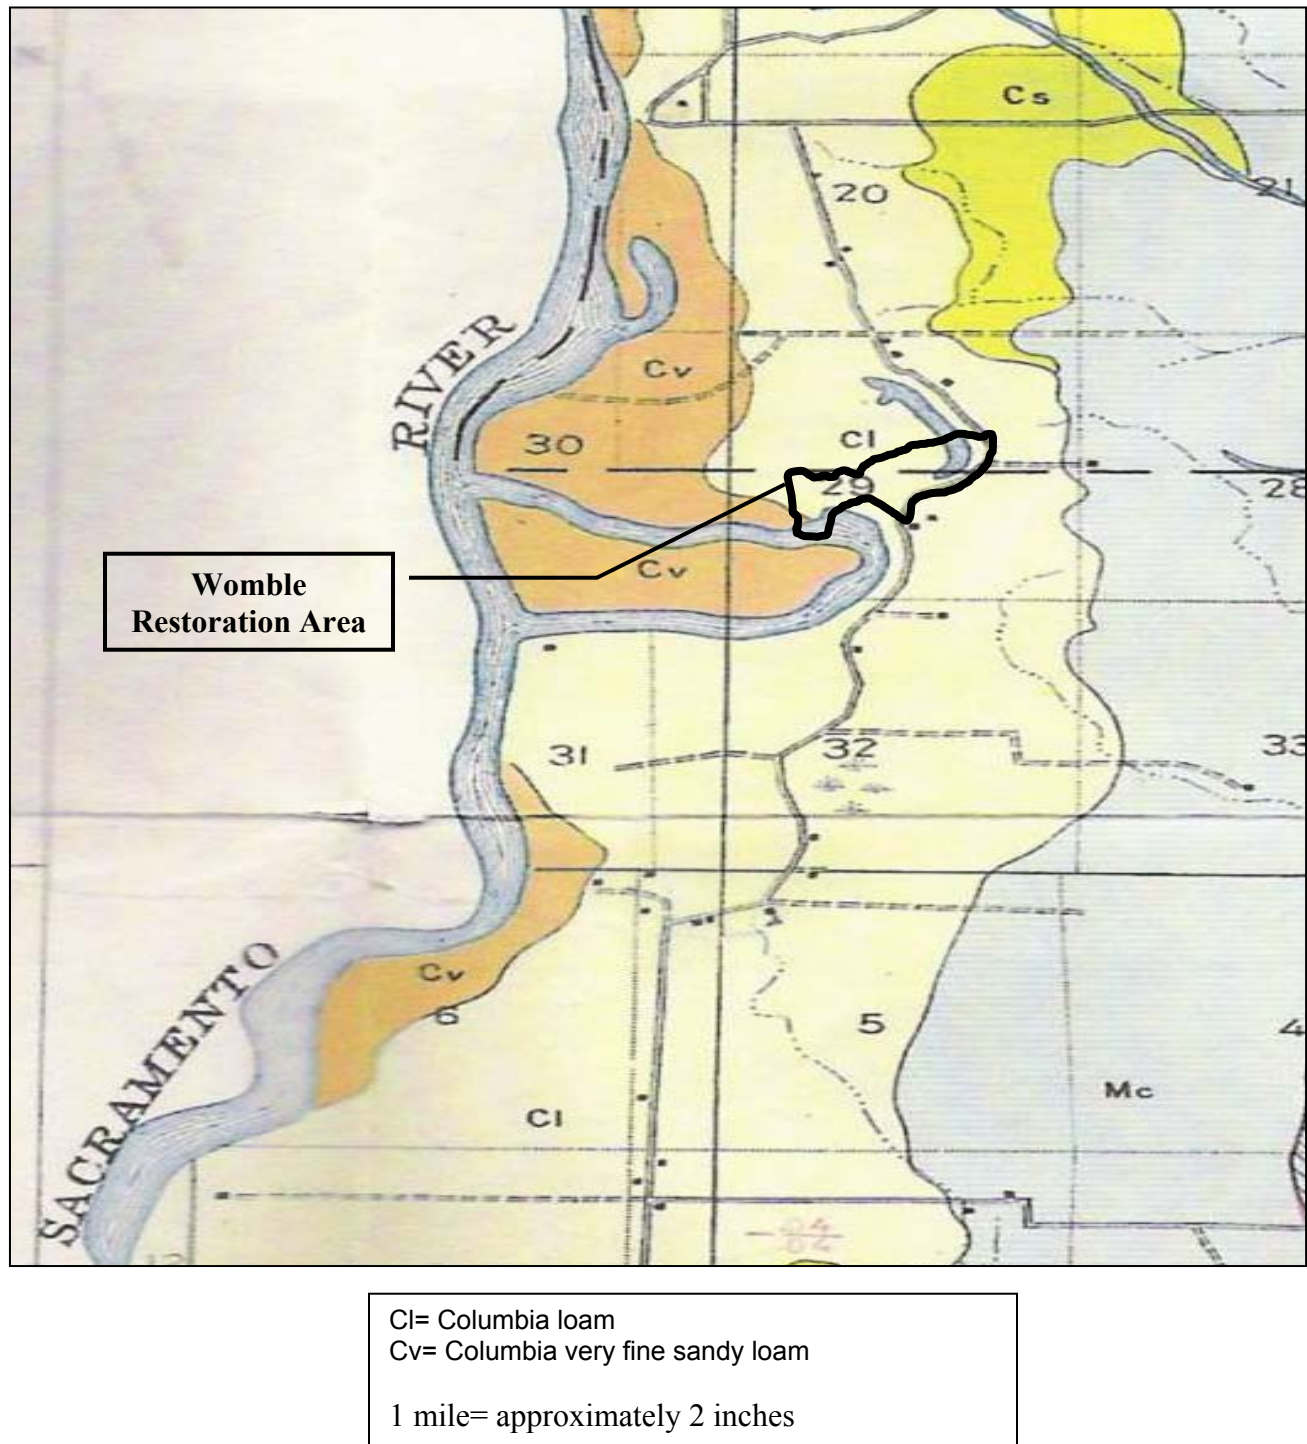 Cs
20
21
RIVER
Cv
30
Cl
29
28
Womble
Restoration Area
Cv
31
32
33
SACRAMENTO
Cv
6
5
4
Mc
Cl
Cl= Columbia loam
Cv= Columbia very fine sandy loam
1 mile= approximately 2 inches